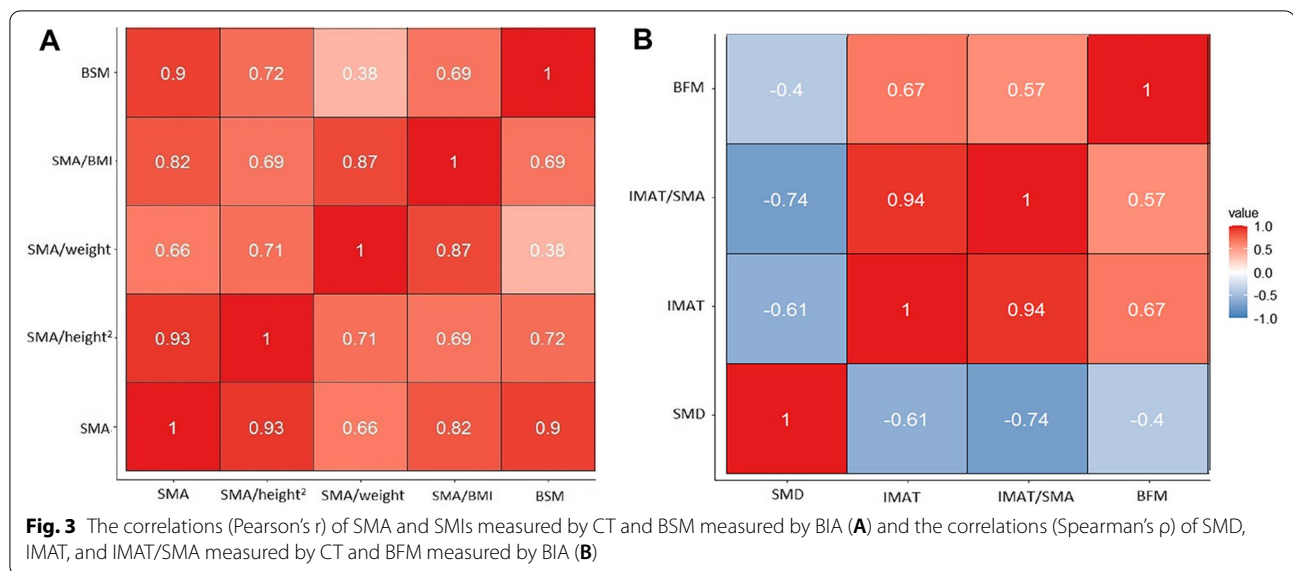 A
BSM 0.9 0.72 0.38 0.69 1
SMA/BMI 0.82 0.69 0.87 1 0.69
SMA/weight 0.66 0.71 1 0.87 0.38
SMA/height² 0.93 1 0.71 0.69 0.72
SMA 1 0.93 0.66 0.82 0.9
SMA SMA/height² SMA/weight SMA/BMI BSM
B
BFM -0.4 0.67 0.57 1
IMAT/SMA -0.74 0.94 1 0.57
IMAT -0.61 1 0.94 0.67
SMD 1 -0.61 -0.74 -0.4
SMD IMAT IMAT/SMA BFM
value
1.0
0.5
0.0
-0.5
-1.0
Fig. 3 The correlations (Pearson's r) of SMA and SMIs measured by CT and BSM measured by BIA (A) and the correlations (Spearman's ρ) of SMD,
IMAT, and IMAT/SMA measured by CT and BFM measured by BIA (B)